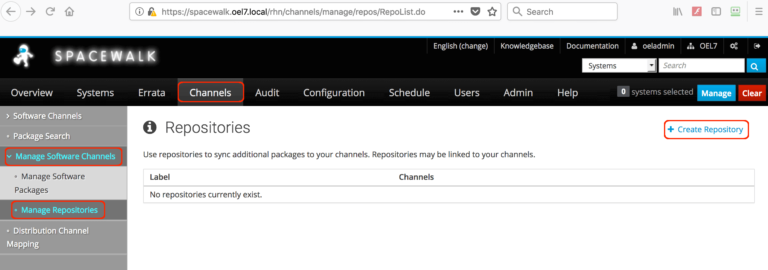 https://spacewalk.oel7.local/rhn/channels/manage/repos/RepoList.do
Search
SPACEWALK
English (change) Knowledgebase Documentation oeladmin OEL7
Systems Search
Overview Systems Errata Channels Audit Configuration Schedule Users Admin Help 0 systems selected Manage Clear
Software Channels
Package Search
Manage Software Channels
Manage Software
Packages
Manage Repositories
Distribution Channel
Mapping
Repositories
+ Create Repository
Use repositories to sync additional packages to your channels. Repositories may be linked to your channels.
Label Channels
No repositories currently exist.